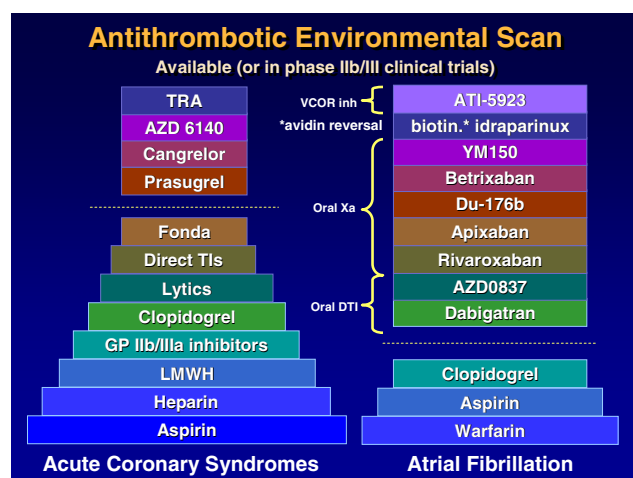 Antithrombotic Environmental Scan
Available (or in phase IIb/III clinical trials)
TRA
AZD 6140
Cangrelor
Prasugrel
Fonda
Direct TIs
Lytics
Clopidogrel
GP IIb/IIIa inhibitors
LMWH
Heparin
Aspirin
Acute Coronary Syndromes
VCOR inh
*avidin reversal
Oral Xa
Oral DTI
ATI-5923
biotin.* idraparinux
YM150
Betrixaban
Du-176b
Apixaban
Rivaroxaban
AZD0837
Dabigatran
Clopidogrel
Aspirin
Warfarin
Atrial Fibrillation